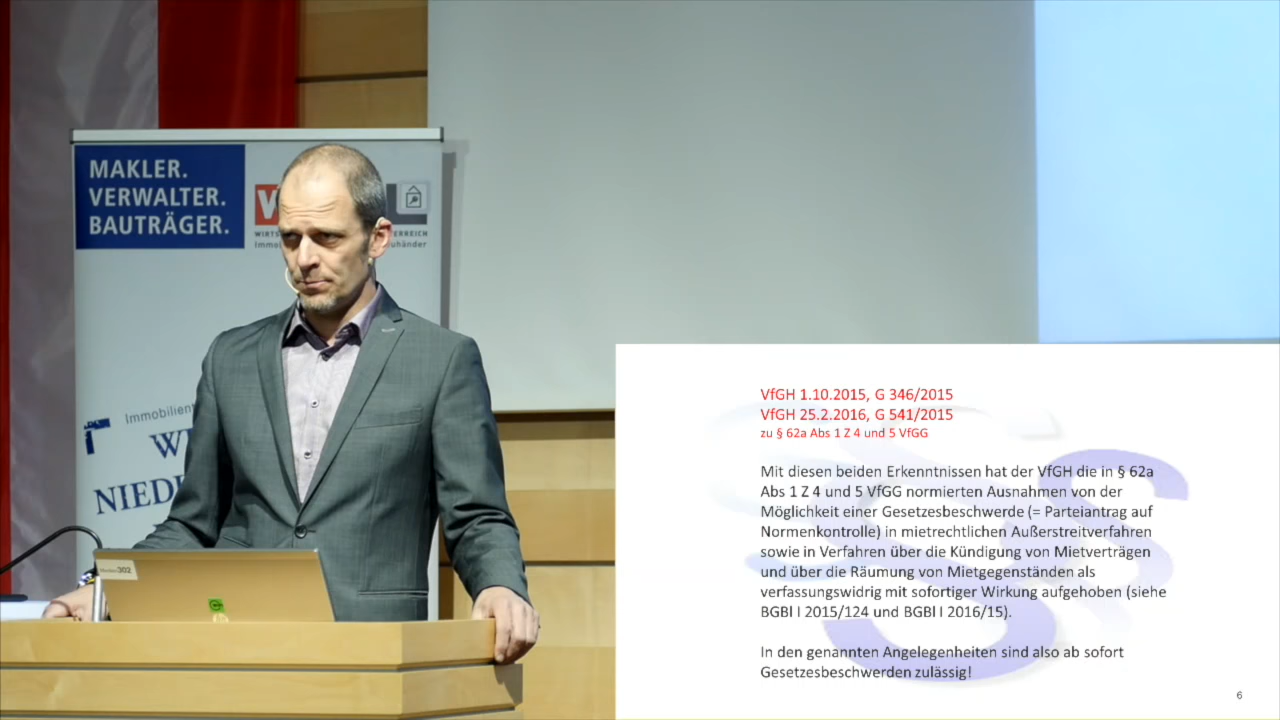 MAKLER.
VERWALTER.
BAUTRÄGER.
VfGH 1.10.2015, G 346/2015
VfGH 25.2.2016, G 541/2015
zu § 62a Abs 1 Z 4 und 5 VfGG
Mit diesen beiden Erkenntnissen hat der VfGH die in § 62a
Abs 1 Z 4 und 5 VfGG normierten Ausnahmen von der
Möglichkeit einer Gesetzesbeschwerde (= Parteiantrag auf
Normenkontrolle) in mietrechtlichen Außerstreitverfahren
sowie in Verfahren über die Kündigung von Mietverträgen
und über die Räumung von Mietgegenständen als
verfassungswidrig mit sofortiger Wirkung aufgehoben (siehe
BGBl I 2015/124 und BGBl I 2016/15).
In den genannten Angelegenheiten sind also ab sofort
Gesetzesbeschwerden zulässig!
6